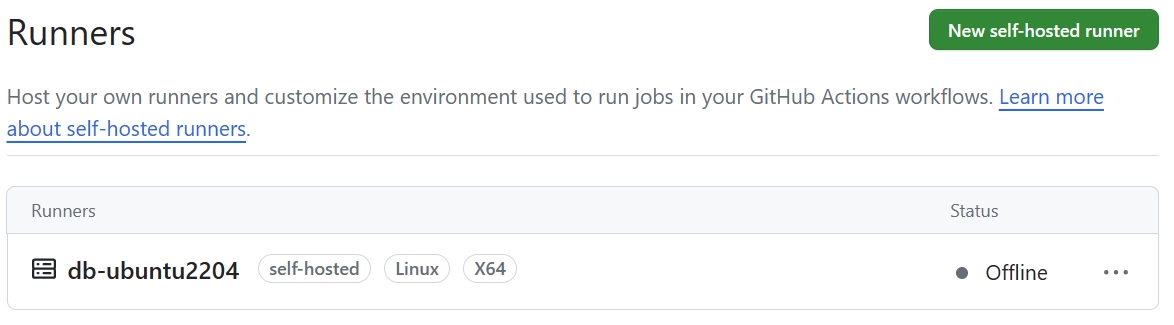 Runners
New self-hosted runner
Host your own runners and customize the environment used to run jobs in your GitHub Actions workflows. Learn more
about self-hosted runners.
Runners Status
db-ubuntu2204 self-hosted Linux X64 Offline